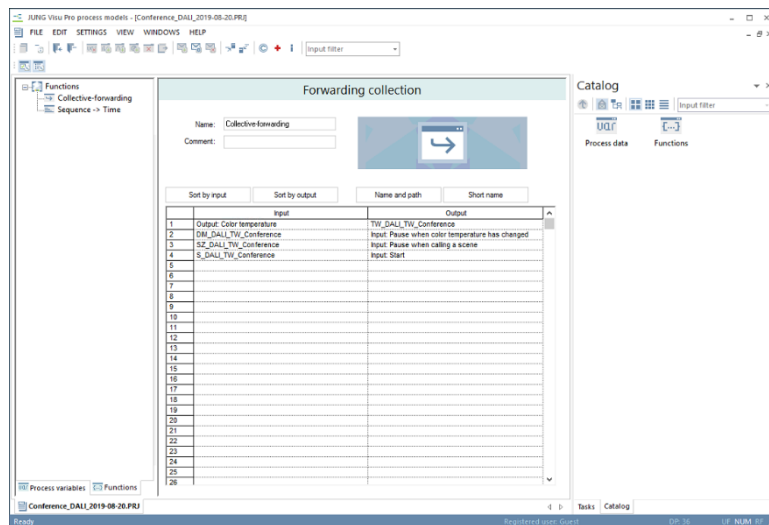 JUNG Visu Pro process models - [Conference_DALI_2019-08-20.PRJ]
FILE EDIT SETTINGS VIEW WINDOWS HELP
Input filter
Functions
Collective-forwarding
Sequence -> Time
Forwarding collection
Name: Collective-forwarding
Comment:
Sort by input Sort by output Name and path Short name
Input Output
1 Output: Color temperature TW_DALI_TW_Conference
2 DIM_DALI_TW_Conference Input: Pause when color temperature has changed
3 SZ_DALI_TW_Conference Input: Pause when calling a scene
4 S_DALI_TW_Conference Input: Start
5
6
7
8
9
10
11
12
13
14
15
16
17
18
19
20
21
22
23
24
25
26
Catalog
Input filter
var {...}
Process data Functions
Process variables Functions
Conference_DALI_2019-08-20.PRJ
Tasks Catalog
Ready Registered user: Guest DP: 36 UF NUM RF